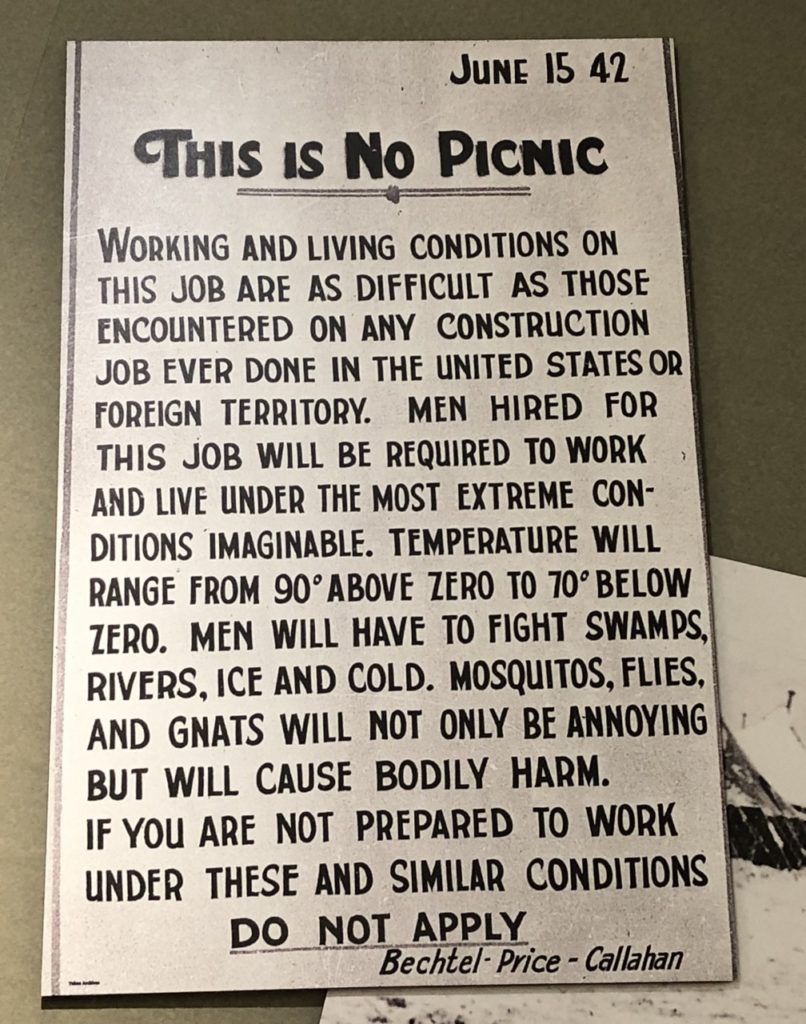 JUNE 15 42
THIS IS NO PICNIC
WORKING AND LIVING CONDITIONS ON
THIS JOB ARE AS DIFFICULT AS THOSE
ENCOUNTERED ON ANY CONSTRUCTION
JOB EVER DONE IN THE UNITED STATES OR
FOREIGN TERRITORY. MEN HIRED FOR
THIS JOB WILL BE REQUIRED TO WORK
AND LIVE UNDER THE MOST EXTREME CON-
DITIONS IMAGINABLE. TEMPERATURE WILL
RANGE FROM 90° ABOVE ZERO TO 70° BELOW
ZERO. MEN WILL HAVE TO FIGHT SWAMPS,
RIVERS, ICE AND COLD. MOSQUITOS, FLIES,
AND GNATS WILL NOT ONLY BE ANNOYING
BUT WILL CAUSE BODILY HARM.
IF YOU ARE NOT PREPARED TO WORK
UNDER THESE AND SIMILAR CONDITIONS
DO NOT APPLY
Bechtel-Price-Callahan
Yukon Archives